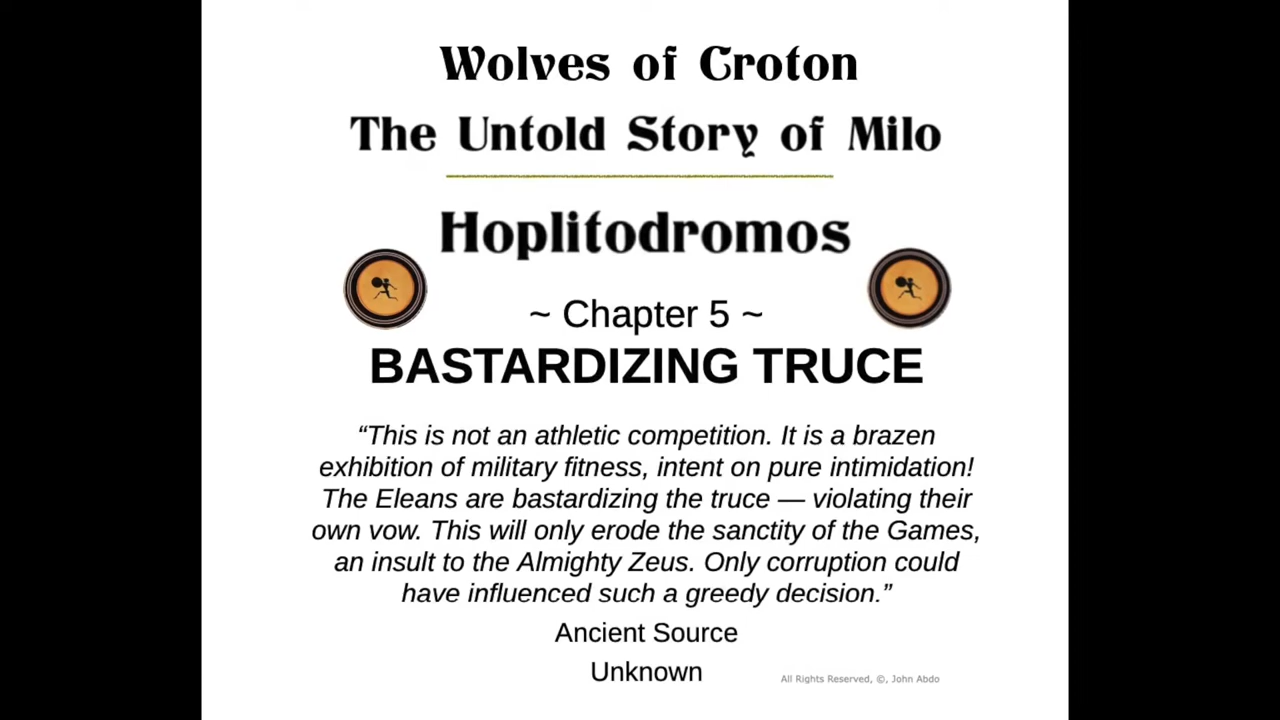 Wolves of Croton
The Untold Story of Milo
Hoplitodromos
~ Chapter 5 ~
BASTARDIZING TRUCE
“This is not an athletic competition. It is a brazen
exhibition of military fitness, intent on pure intimidation!
The Eleans are bastardizing the truce — violating their
own vow. This will only erode the sanctity of the Games,
an insult to the Almighty Zeus. Only corruption could
have influenced such a greedy decision.”
Ancient Source
Unknown
All Rights Reserved, ©, John Abdo